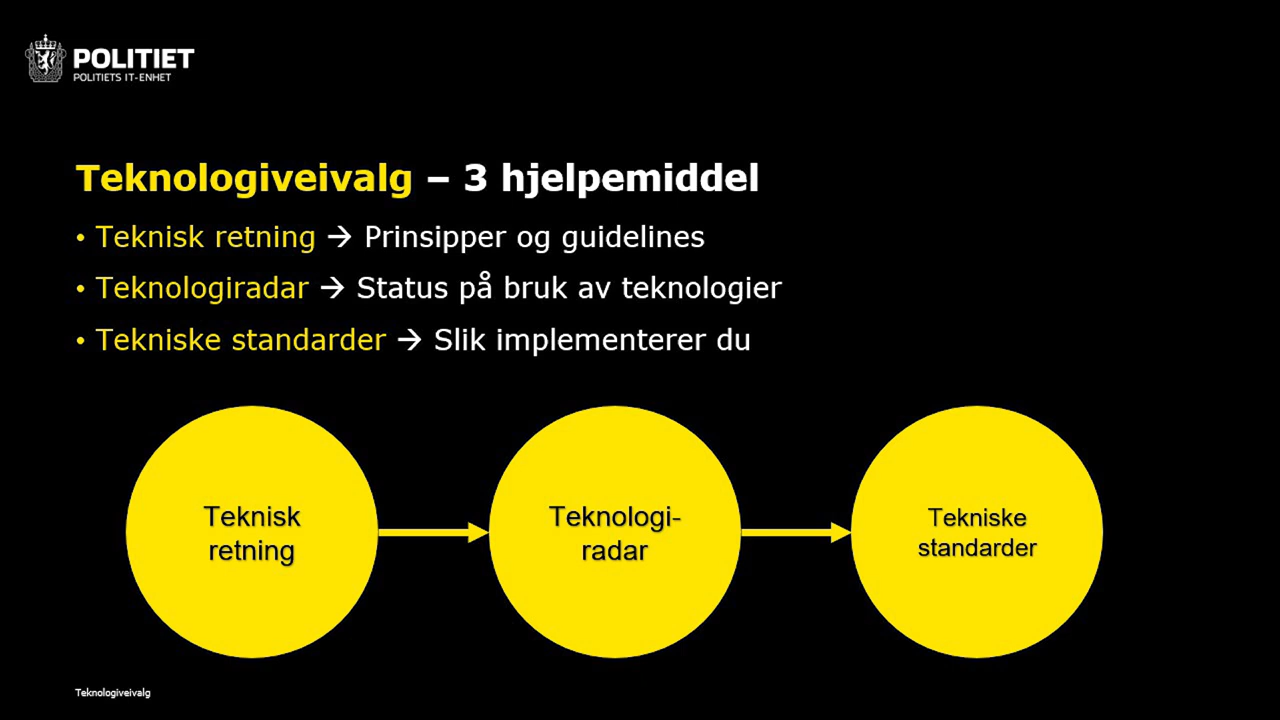 POLITIET
POLITIETS IT-ENHET
Teknologiveivalg – 3 hjelpemiddel
• Teknisk retning → Prinsipper og guidelines
• Teknologiradar → Status på bruk av teknologier
• Tekniske standarder → Slik implementerer du
Teknisk
retning
Teknologi-
radar
Tekniske
standarder
Teknologiveivalg